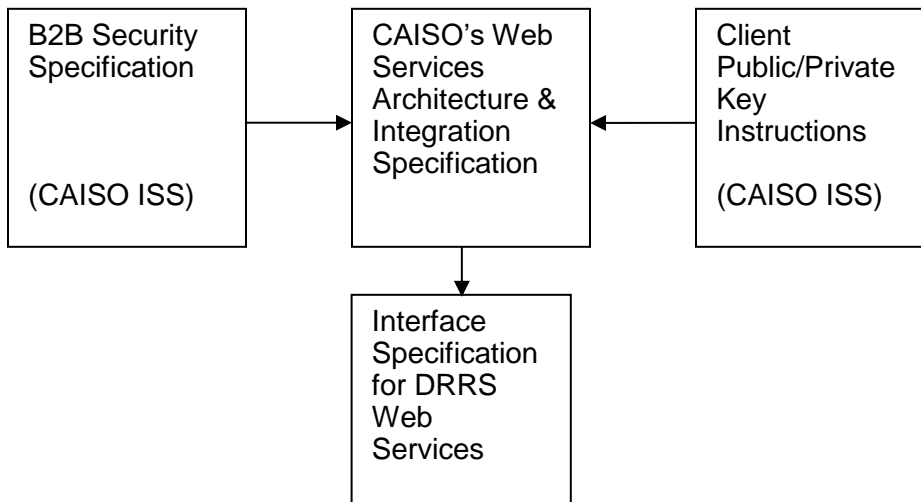 B2B Security
Specification
(CAISO ISS)
CAISO’s Web
Services
Architecture &
Integration
Specification
Client
Public/Private
Key
Instructions
(CAISO ISS)
Interface
Specification
for DRRS
Web
Services